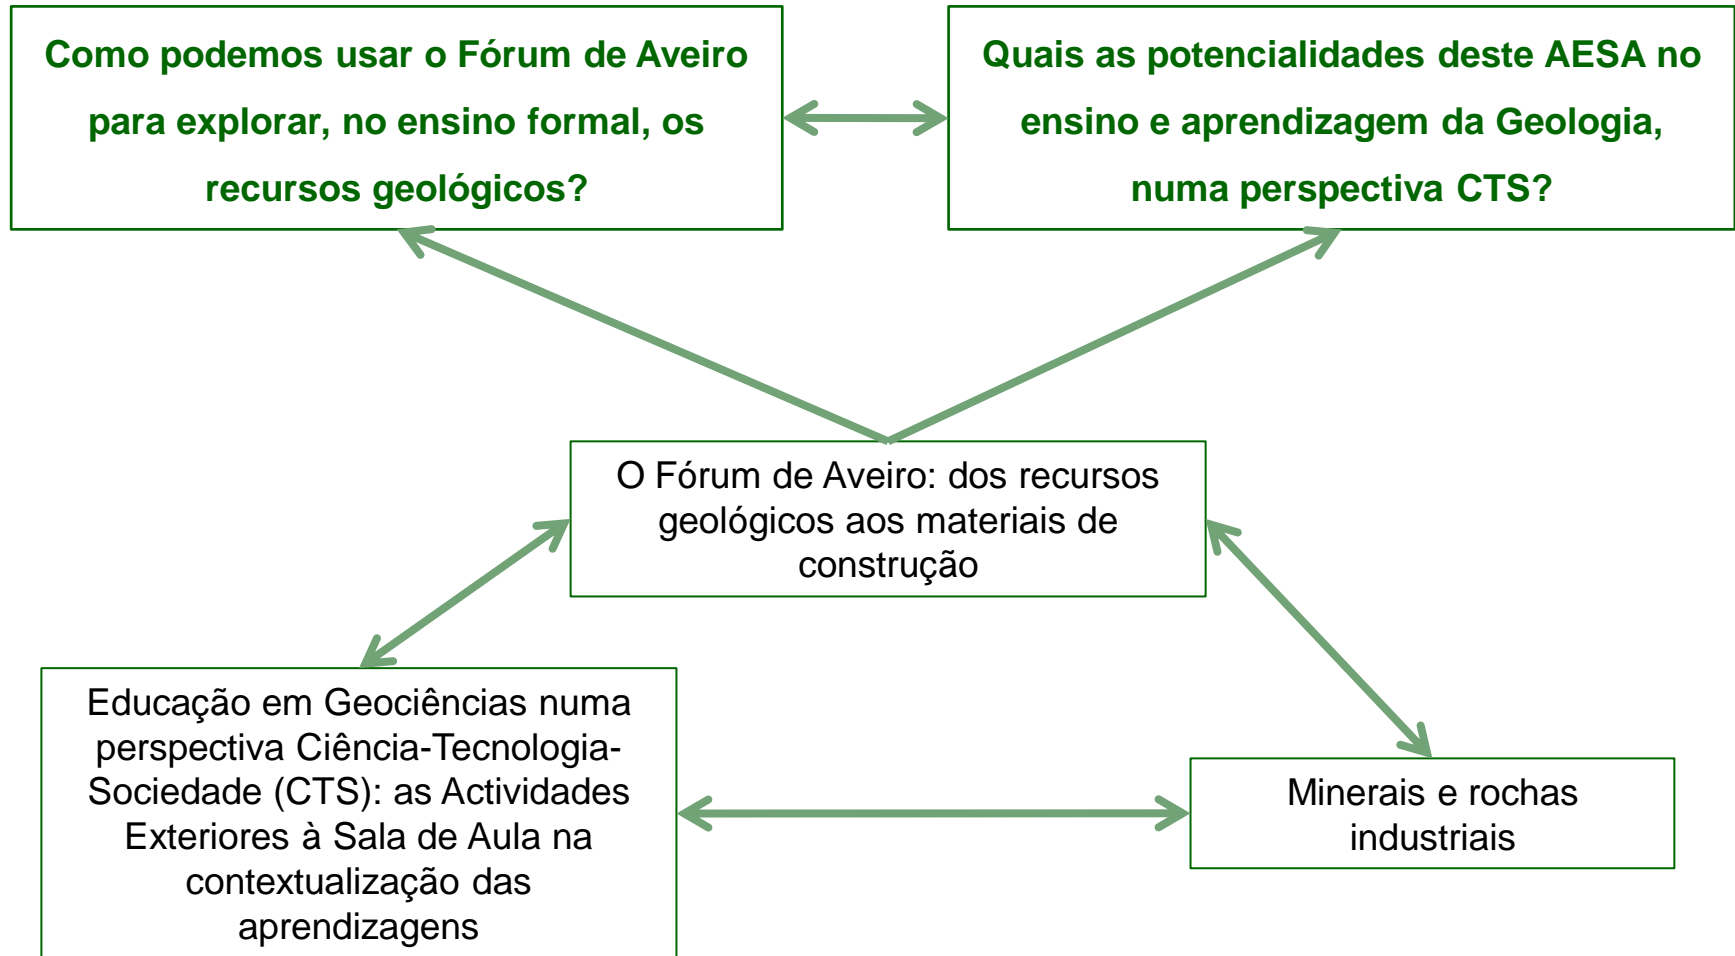 Como podemos usar o Fórum de Aveiro
para explorar, no ensino formal, os
recursos geológicos?
Quais as potencialidades deste AESA no
ensino e aprendizagem da Geologia,
numa perspectiva CTS?
O Fórum de Aveiro: dos recursos
geológicos aos materiais de
construção
Educação em Geociências numa
perspectiva Ciência-Tecnologia-
Sociedade (CTS): as Actividades
Exteriores à Sala de Aula na
contextualização das
aprendizagens
Minerais e rochas
industriais